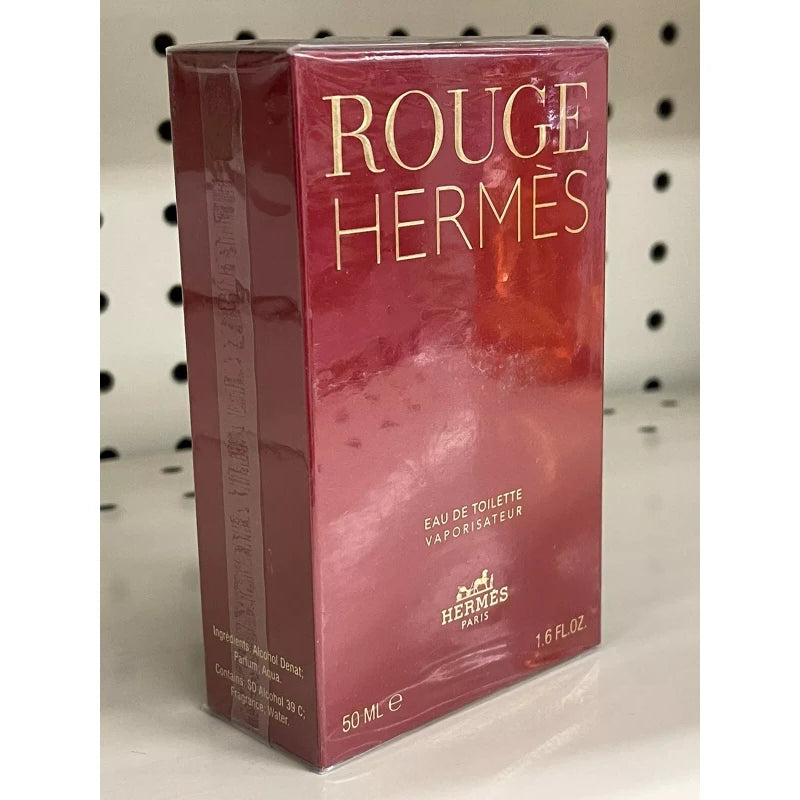 ROUGE
HERMÈS
EAU DE TOILETTE
VAPORISATEUR
HERMÈS
PARIS
50 ML ℮
1.6 FL.OZ.
Ingredients: Alcohol Denat;
Parfum, Aqua.
Contains: SD Alcohol 39 C;
Fragrance; Water.